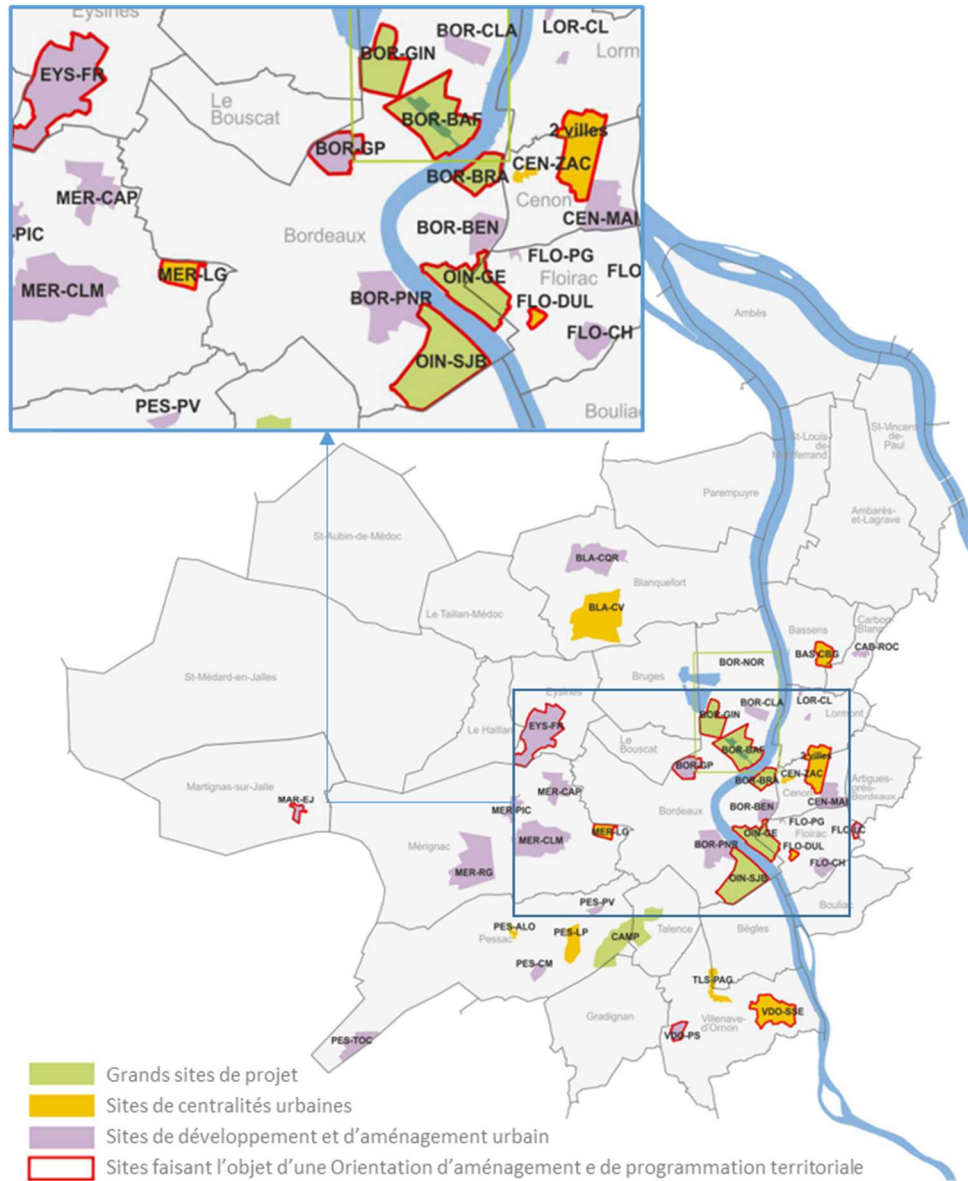 Eysines
BOR-CLA
LOR-CL
BOR-GIN
Lorm
EYS-FR
Le
Bouscat
BOR-BAF
2 villes
BOR-GP
CEN-ZAC
BOR-BRA
Cenon
MER-CAP
CEN-MAI
-PIC
Bordeaux
BOR-BEN
FLO-PG
MER-LG
OIN-GE
Floirac
FLO
MER-CLM
BOR-PNR
FLO-DUL
FLO-CH
OIN-SJB
PES-PV
Bouliac
Ambès
St-Louis
de-
Montferrand
St-Vincent
de-
Paul
Parempuyre
Ambarès-
et-Lagrave
St-Aubin-de-Médoc
BLA-CQR
Blanquefort
BLA-CV
Le Taillan-Médoc
Carbon-
Blanc
Bassens
BAS-CBG
CAB-ROC
BOR-NOR
St-Médard-en-Jalles
Bruges
Eysines
BOR-CLA
LOR-CL
BOR-GIN
Lormont
EYS-FR
Le Haillan
Le
Bouscat
BOR-BAF
2 villes
BOR-GP
CEN-ZAC
BOR-BRA
Cenon
Artigues-
près-
Bordeaux
Martignas-sur-Jalle
MAR-EJ
MER-CAP
MER-PIC
Bordeaux
BOR-BEN
CEN-MAI
FLO-PG
MER-LG
OIN-GE
Floirac
FLO-LC
MER-CLM
BOR-PNR
FLO-DUL
Mérignac
MER-RG
FLO-CH
OIN-SJB
Bouliac
PES-PV
PES-ALO
PES-LP
CAMP
Talence
Bègles
Pessac
PES-CM
TLS-PAG
Gradignan
Villenave-
d'Ornon
VDO-SSE
VDO-PS
PES-TOC
Grands sites de projet
Sites de centralités urbaines
Sites de développement et d'aménagement urbain
Sites faisant l'objet d'une Orientation d'aménagement e de programmation territoriale